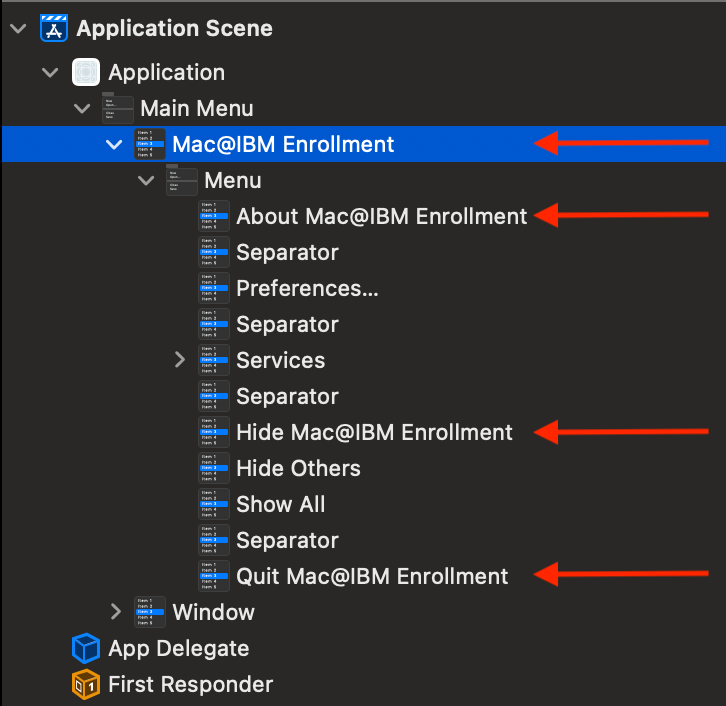 Application Scene
Application
Main Menu
Mac@IBM Enrollment
Menu
About Mac@IBM Enrollment
Separator
Preferences...
Separator
Services
Separator
Hide Mac@IBM Enrollment
Hide Others
Show All
Separator
Quit Mac@IBM Enrollment
Window
App Delegate
First Responder